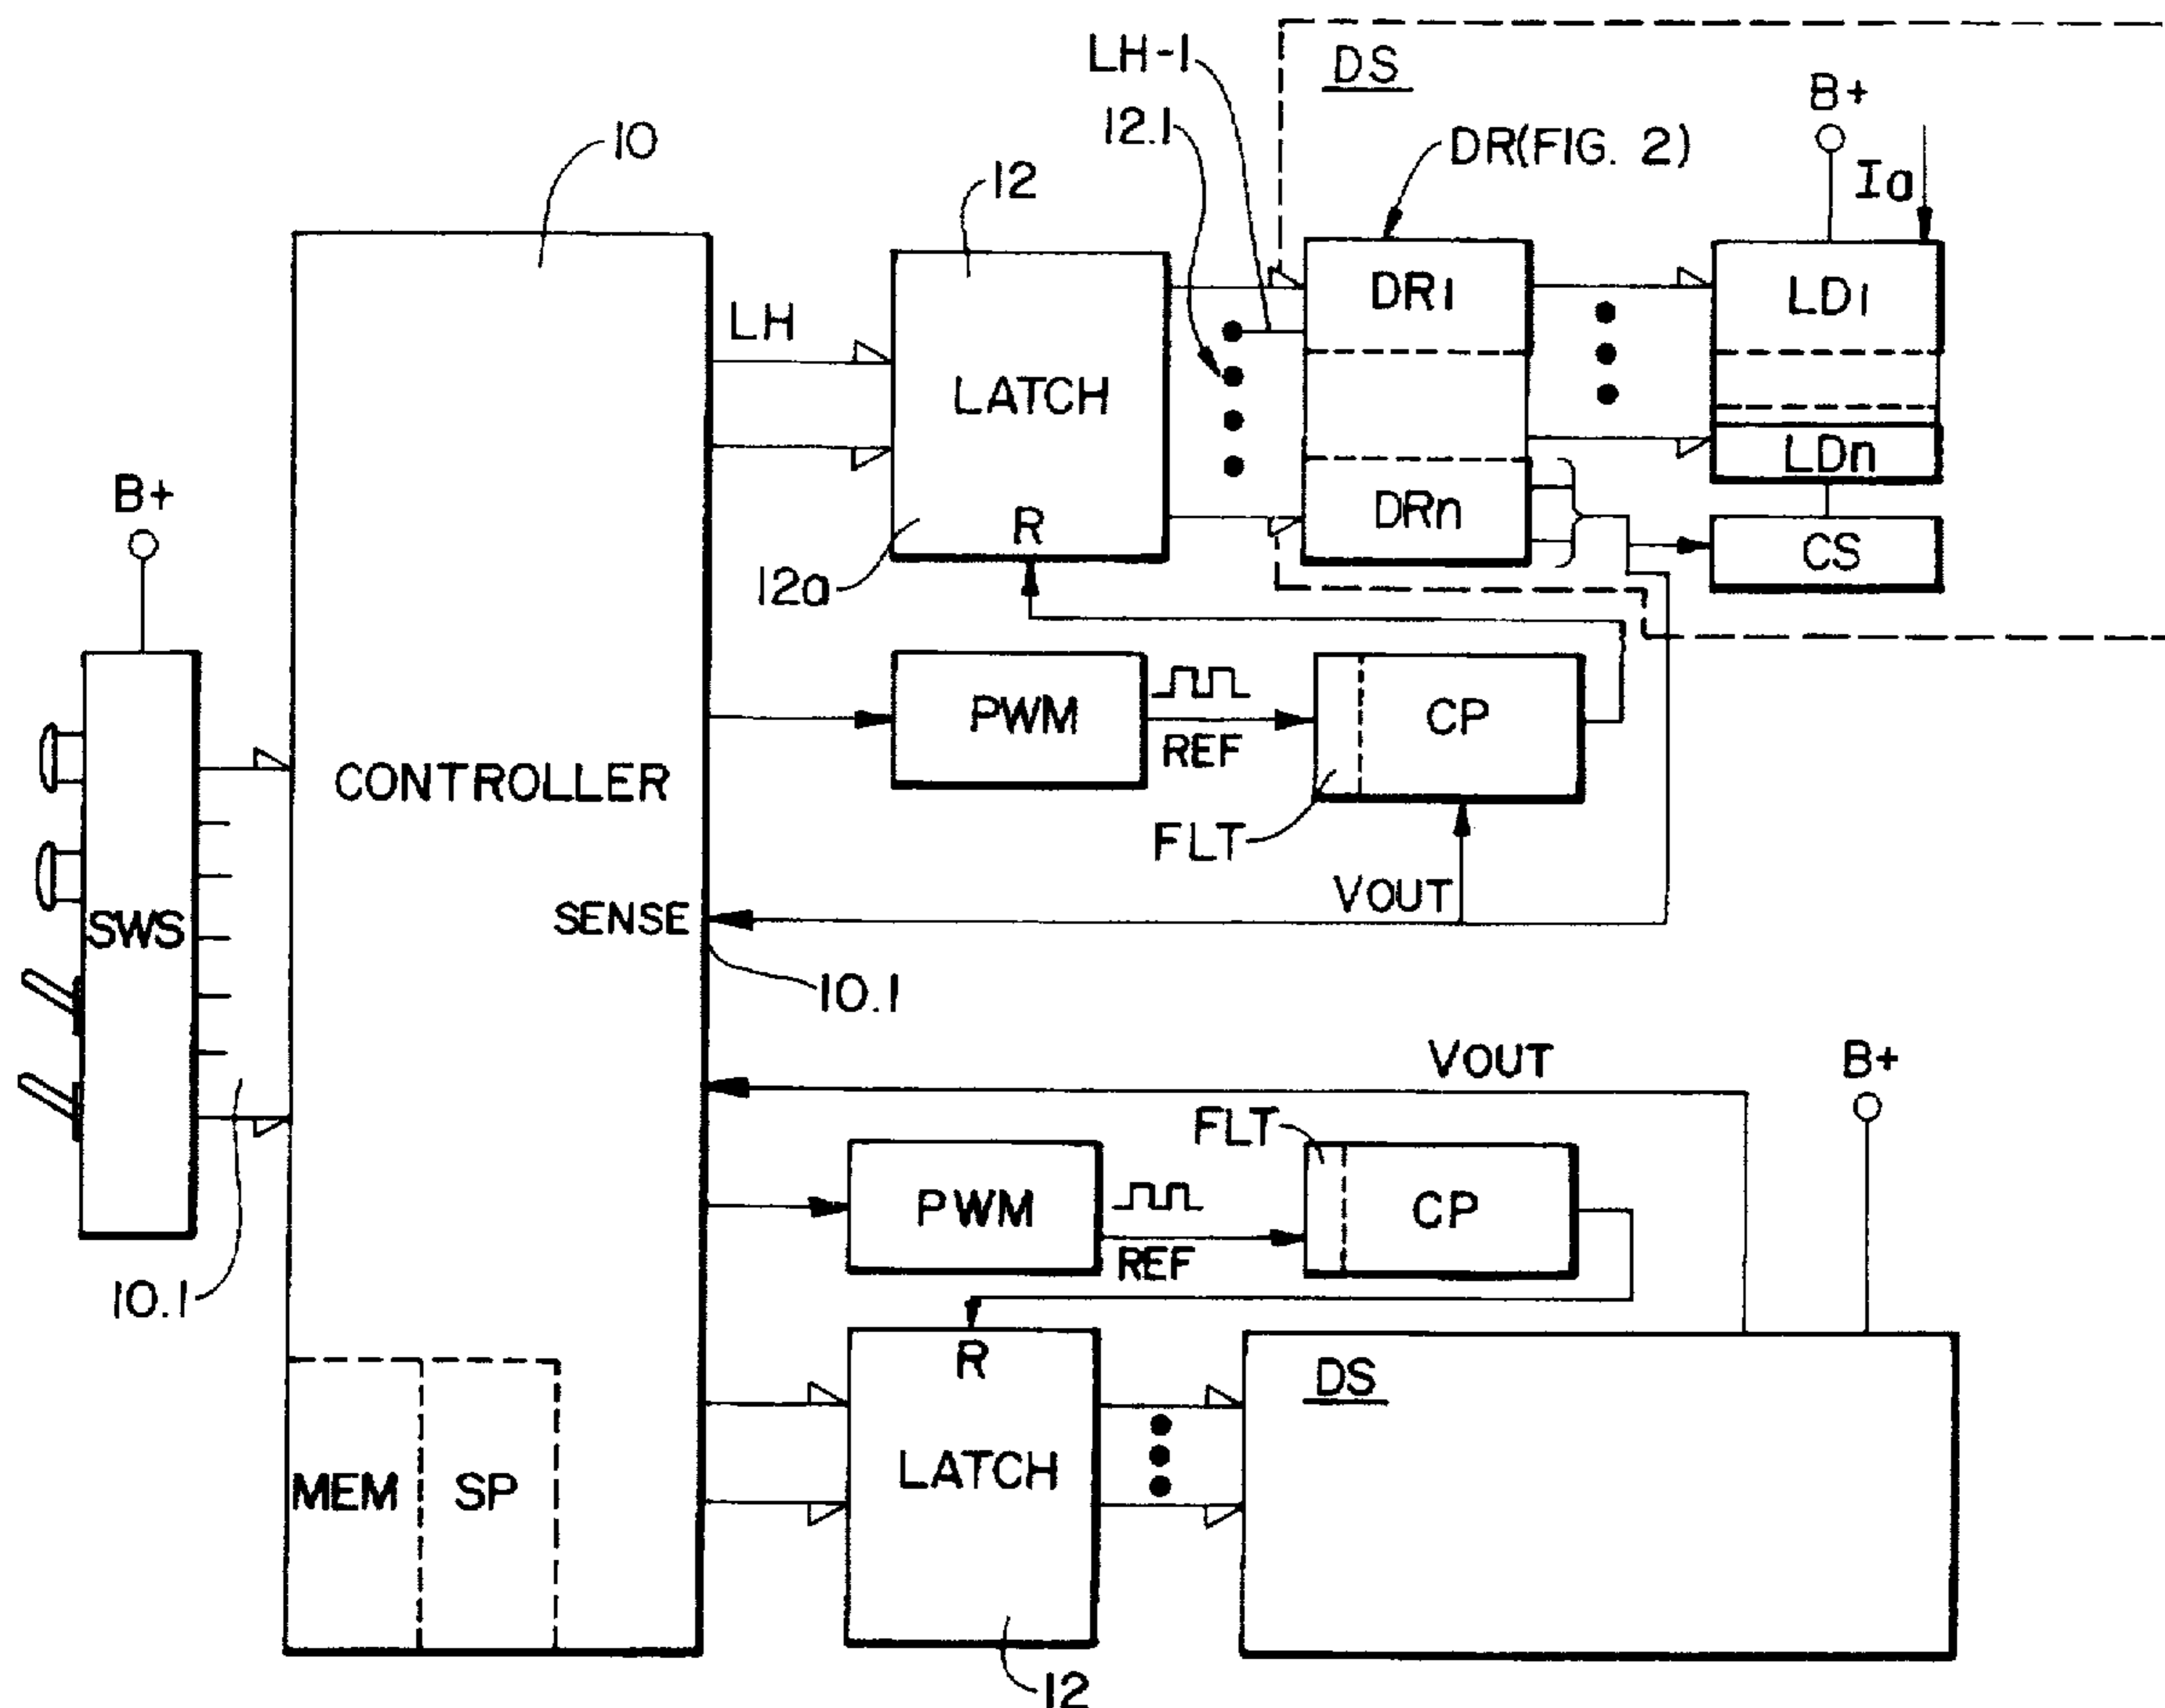 LH-1
DS
12.1
B+
DR(FIG. 2)
Ia
10
12
DR1
LD1
LH
LATCH
LDn
B+
R
DRn
CS
12a
PWM
REF
CP
CONTROLLER
FLT
VOUT
SENSE
SWS
10.1
VOUT
B+
FLT
PWM
REF
CP
10.1
R
DS
LATCH
MEM
SP
12